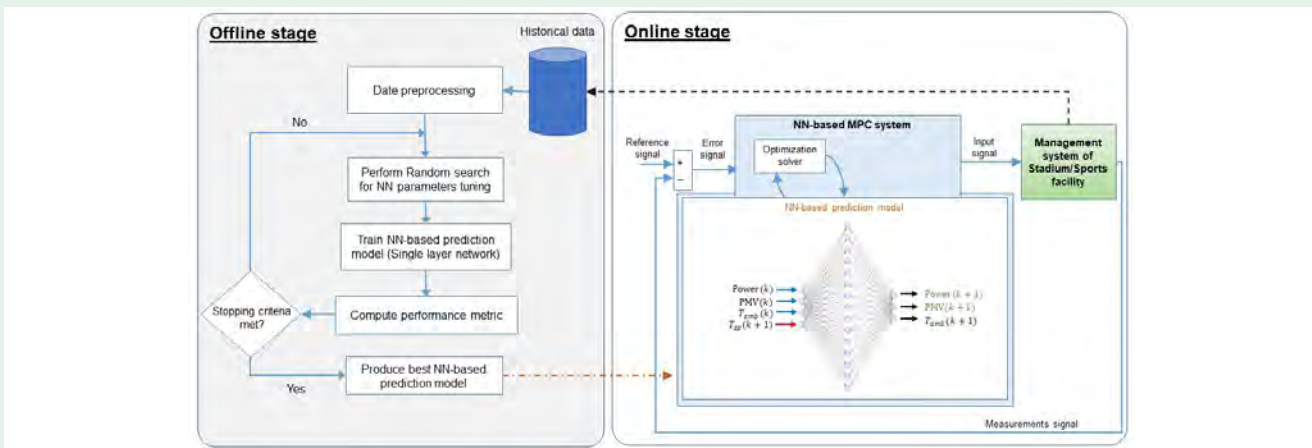 Offline stage
Historical data
Date preprocessing
No
Perform Random search
for NN parameters tuning
Train NN-based prediction
model (Single layer network)
Stopping criteria
met?
Compute performance metric
Yes
Produce best NN-based
prediction model
Online stage
NN-based MPC system
Reference
signal
+
−
Error
signal
Optimization
solver
Input
signal
Management
system of
Stadium/Sports
facility
NN-based prediction model
Power(k)
PMV(k)
T_amb(k)
T_sp(k + 1)
Power(k + 1)
PMV(k + 1)
T_amb(k + 1)
Measurements signal